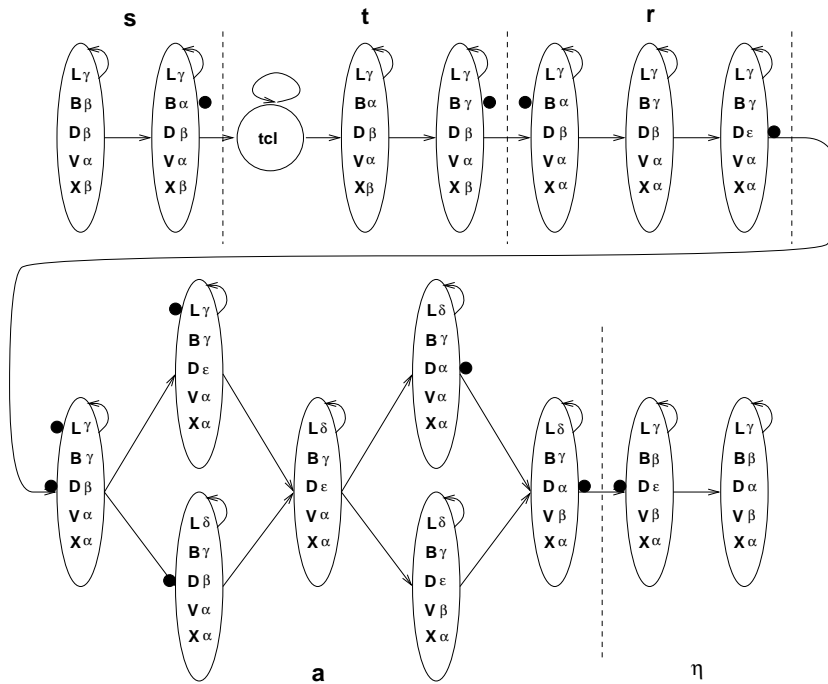 s t r
L γ L γ L γ L γ L γ L γ L γ
B β B α B α B γ B α B γ B γ
D β D β tcl D β D β D β D β D ε
V α V α V α V α V α V α V α
X β X β X β X β X α X α X α
L γ L δ
B γ B γ
D ε D α
V α V α
X α X α
L γ L δ L δ L γ L γ
B γ B γ B γ B β B β
D β D ε D α D ε D α
V α V α V β V β V β
X α X α X α X α X α
L δ L δ
B γ B γ
D β D ε
V α V β
X α X α
a η